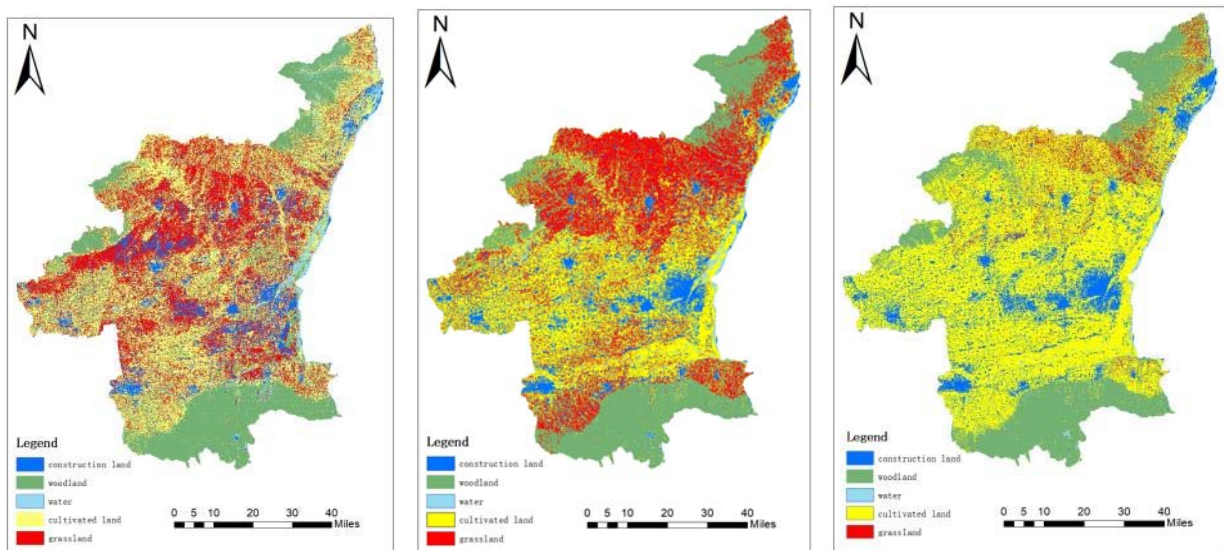 N
Legend
construction land
woodland
water
cultivated land
grassland
0 5 10 20 30 40
Miles
N
Legend
construction land
woodland
water
cultivated land
grassland
0 5 10 20 30 40
Miles
N
Legend
construction land
woodland
water
cultivated land
grassland
0 5 10 20 30 40
Miles